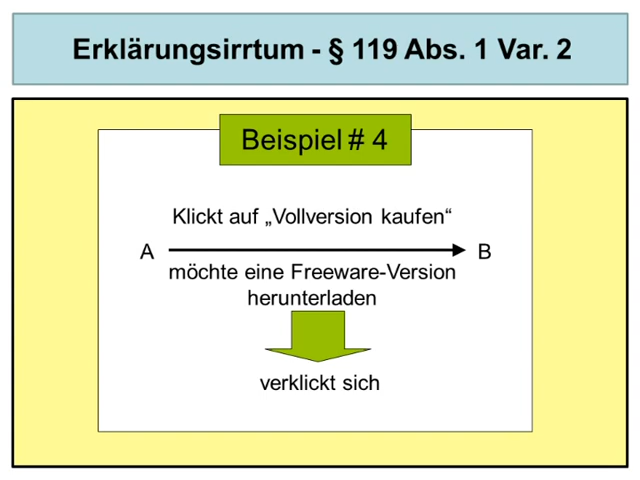 Erklärungsirrtum - § 119 Abs. 1 Var. 2
Beispiel # 4
Klickt auf „Vollversion kaufen“
A
B
möchte eine Freeware-Version
herunterladen
verklickt sich